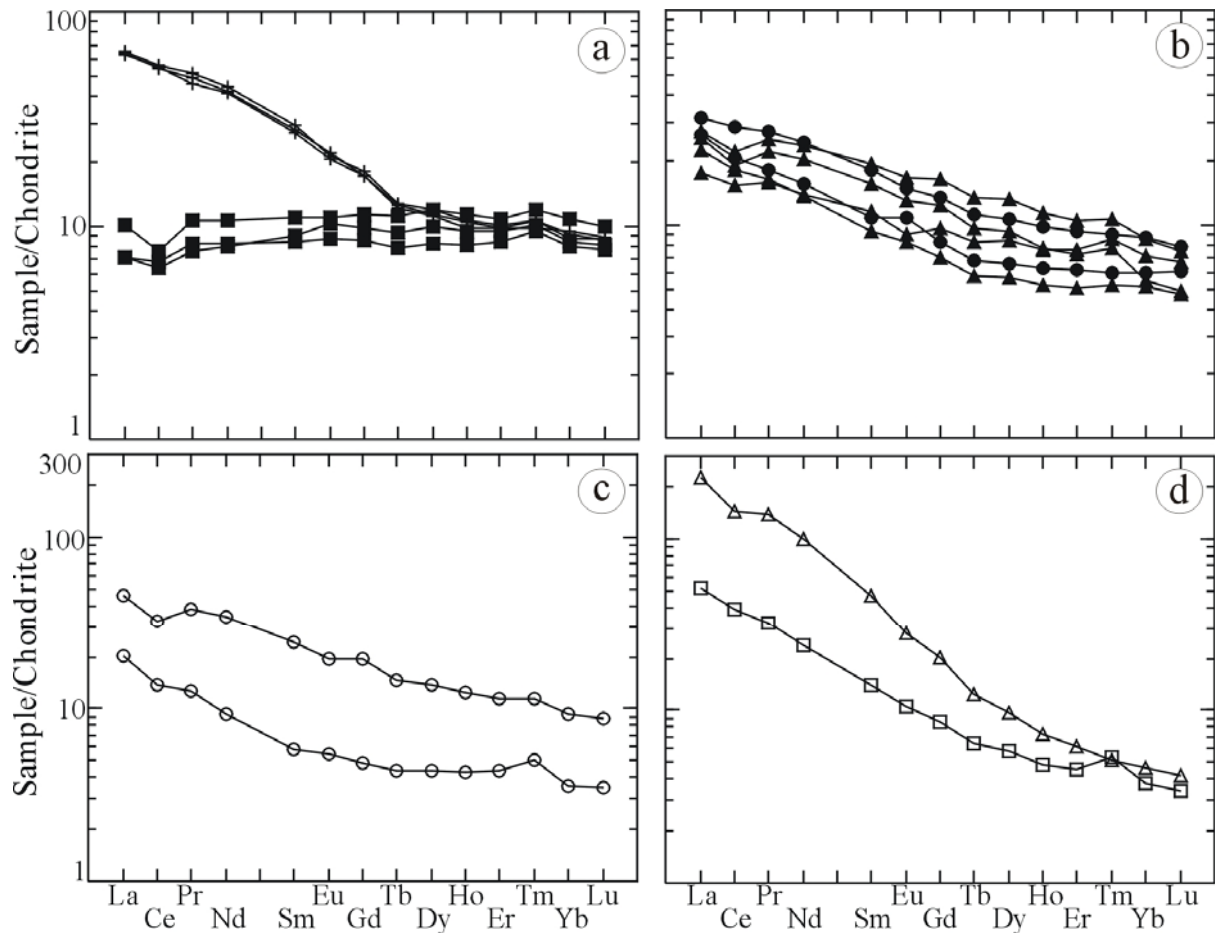 100
a
b
Sample/Chondrite
10
1
300
c
d
100
Sample/Chondrite
10
1
La Pr Eu Tb Ho Tm Lu La Pr Eu Tb Ho Tm Lu
Ce Nd Sm Gd Dy Er Yb Ce Nd Sm Gd Dy Er Yb